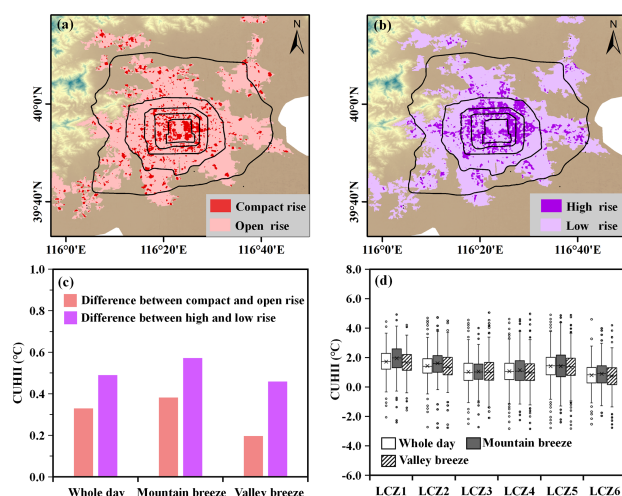 (a)
N
40°0′N
39°40′N
Compact rise
Open rise
116°0′E
116°20′E
116°40′E
(b)
N
40°0′N
39°40′N
High rise
Low rise
116°0′E
116°20′E
116°40′E
(c)
CUHII (°C)
1.0
0.8
0.6
0.4
0.2
0.0
Difference between compact and open rise
Difference between high and low rise
Whole day Mountain breeze Valley breeze
(d)
CUHII (°C)
8.0
6.0
4.0
2.0
0.0
-2.0
-4.0
-6.0
Whole day Mountain breeze
Valley breeze
LCZ1 LCZ2 LCZ3 LCZ4 LCZ5 LCZ6